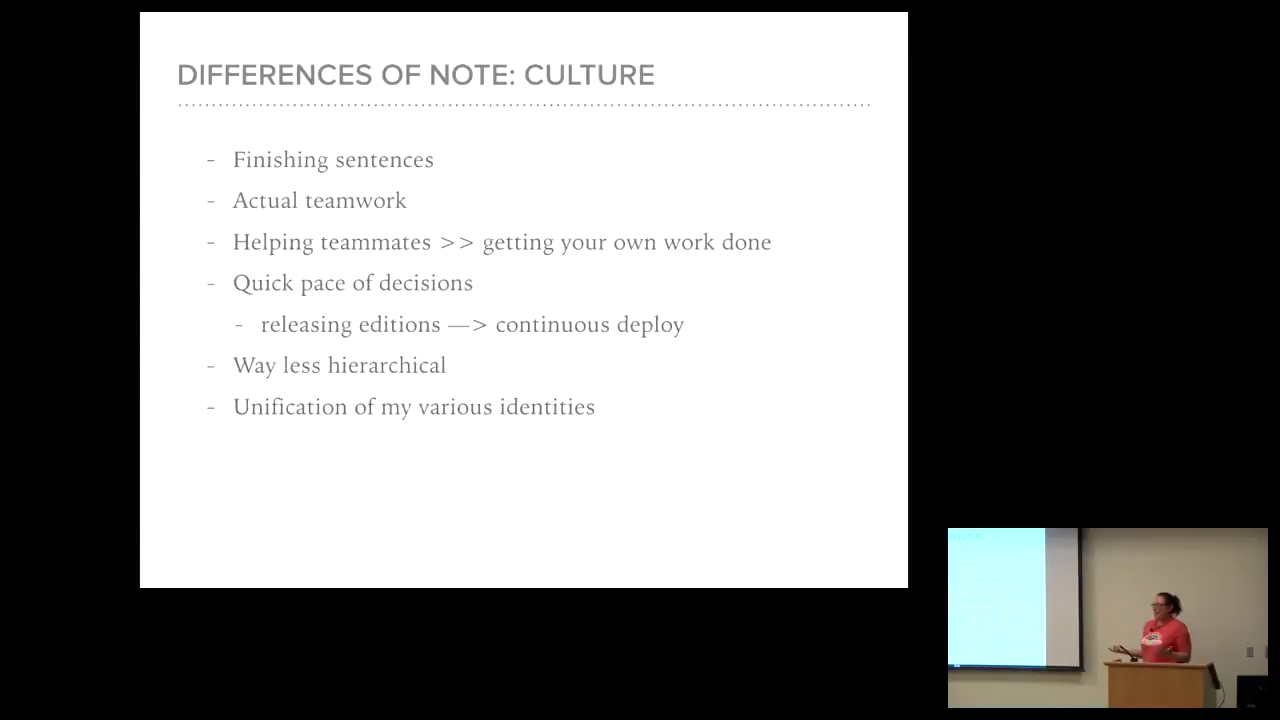 DIFFERENCES OF NOTE: CULTURE
- Finishing sentences
- Actual teamwork
- Helping teammates >> getting your own work done
- Quick pace of decisions
- releasing editions —> continuous deploy
- Way less hierarchical
- Unification of my various identities